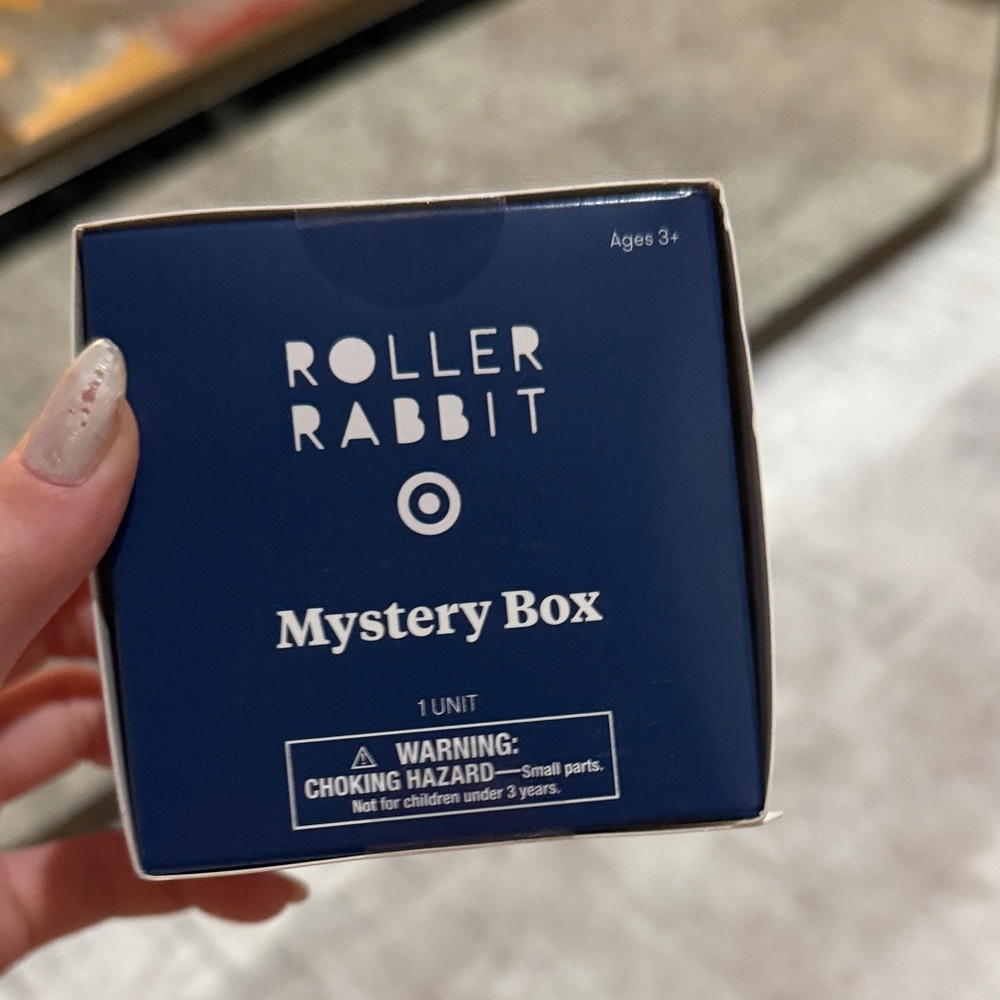 Ages 3+
ROLLER
RABBIT
Mystery Box
1 UNIT
WARNING:
CHOKING HAZARD—Small parts.
Not for children under 3 years.